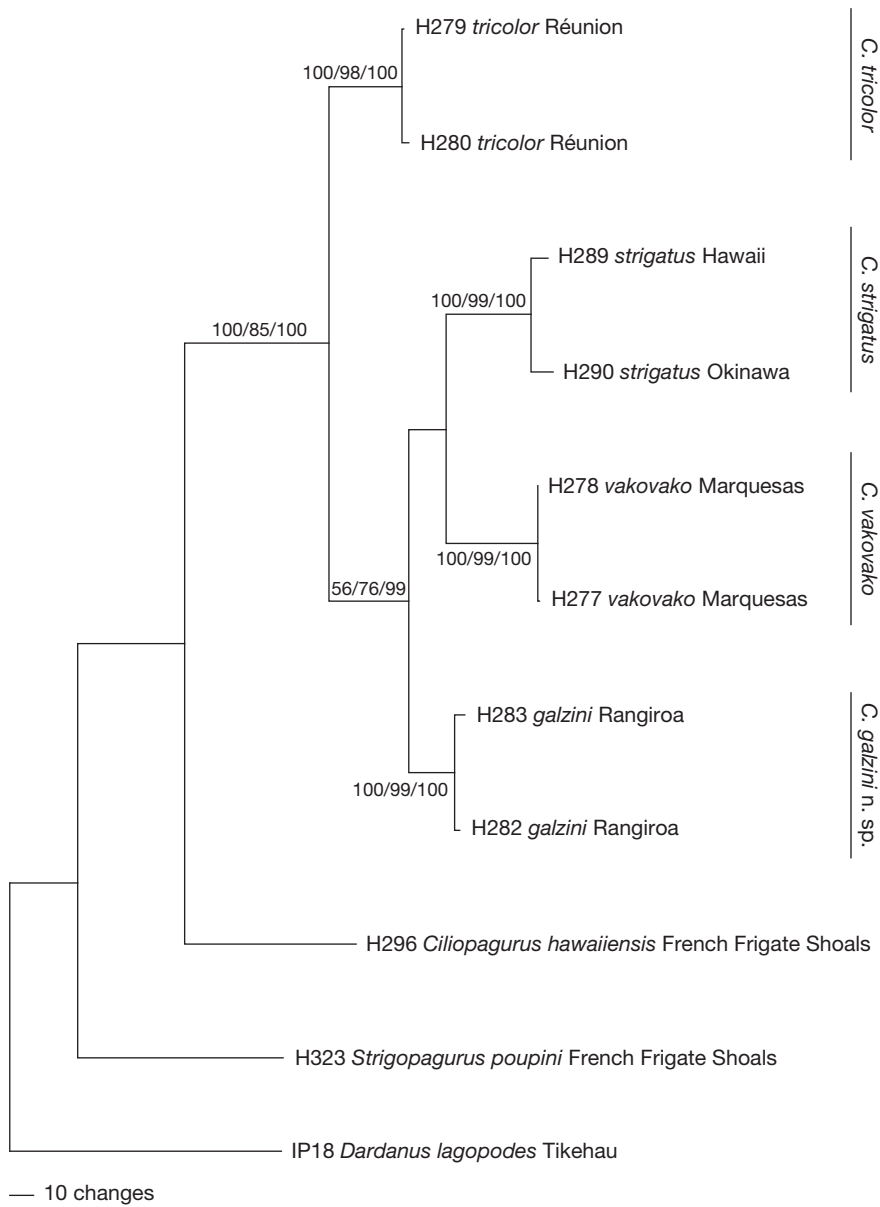 H279 tricolor Réunion
100/98/100
H280 tricolor Réunion
C. tricolor
H289 strigatus Hawaii
100/99/100
H290 strigatus Okinawa
C. strigatus
100/85/100
H278 vakovako Marquesas
100/99/100
H277 vakovako Marquesas
C. vakovako
56/76/99
H283 galzini Rangiroa
100/99/100
H282 galzini Rangiroa
C. galzini n. sp.
H296 Ciliopagurus hawaiiensis French Frigate Shoals
H323 Strigopagurus poupini French Frigate Shoals
IP18 Dardanus lagopodes Tikehau
10 changes